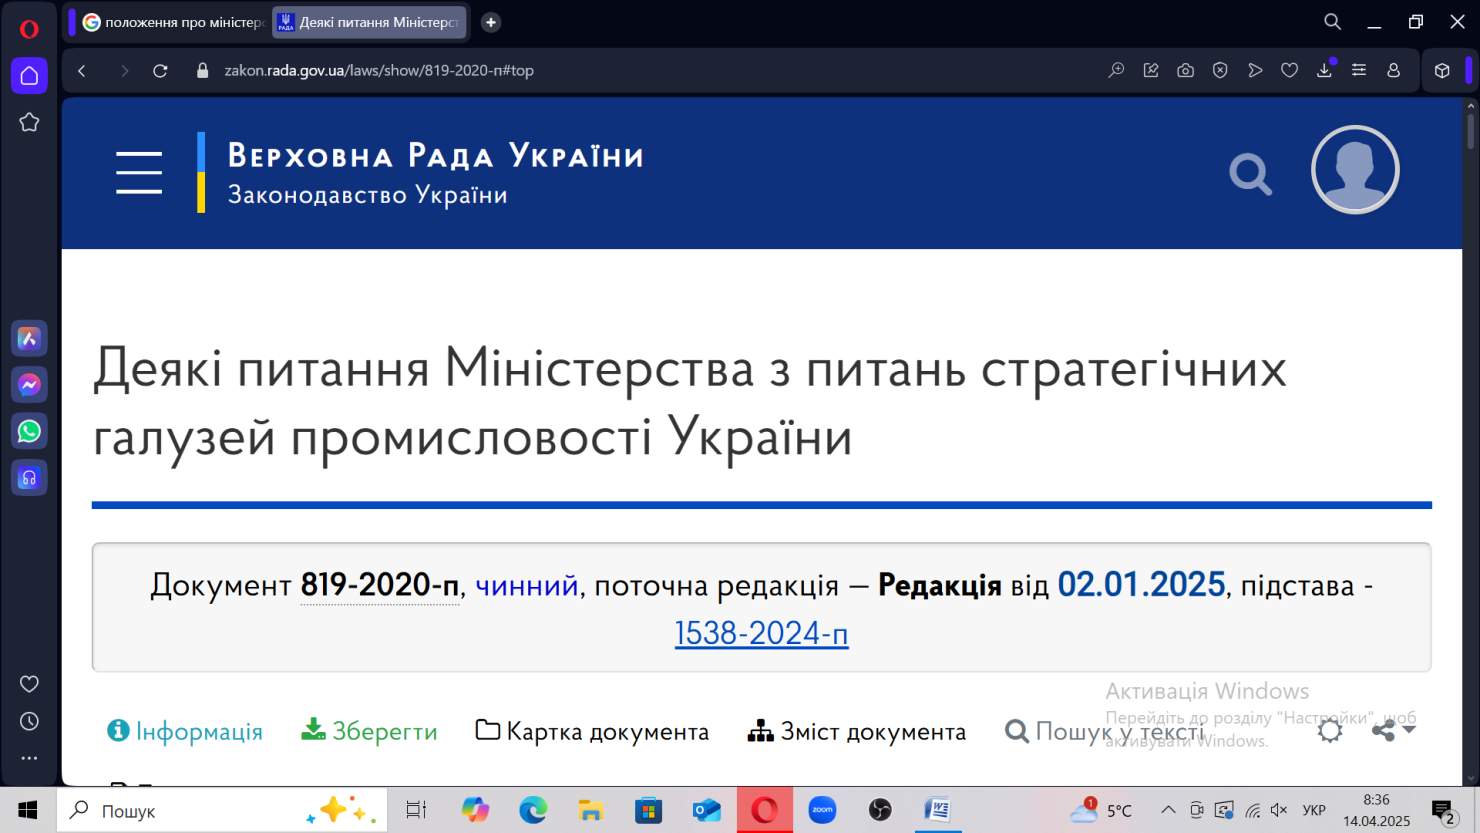 положення про міністер
Деякі питання Міністерст
zakon.rada.gov.ua/laws/show/819-2020-п#top
Верховна Рада України
Законодавство України
Деякі питання Міністерства з питань стратегічних
галузей промисловості України
Документ 819-2020-п, чинний, поточна редакція — Редакція від 02.01.2025, підстава -
1538-2024-п
Активація Windows
Перейдіть до розділу "Настройки", щоб
активувати Windows.
Інформація Зберегти Картка документа Зміст документа Пошук у тексті
Пошук
zoom
1
5°C
УКР
8:36
14.04.2025
2